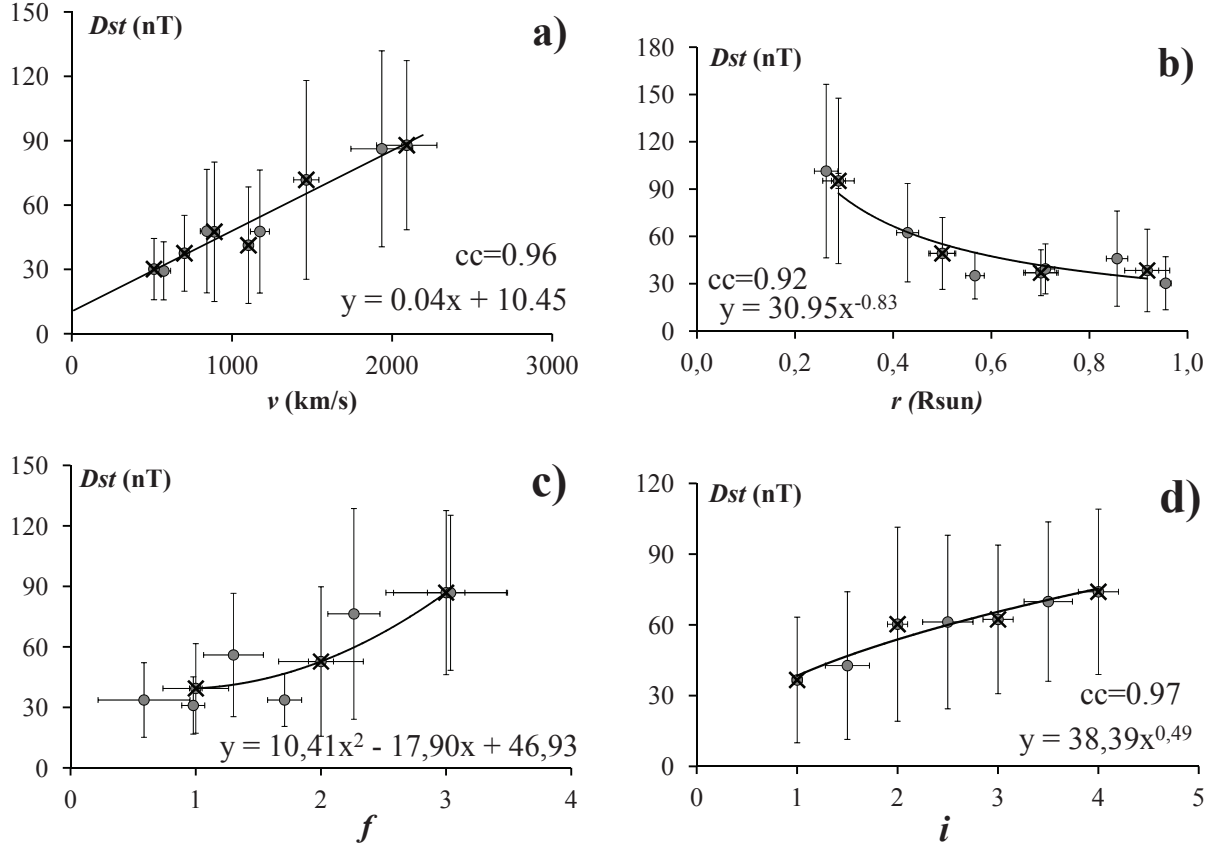 Dst (nT)
a)
150
120
90
60
30
0
cc=0.96
y = 0.04x + 10.45
0 1000 2000 3000
v (km/s)
Dst (nT)
b)
180
150
120
90
60
30
0
cc=0.92
y = 30.95x^-0.83
0,0 0,2 0,4 0,6 0,8 1,0
r (Rsun)
Dst (nT)
c)
150
120
90
60
30
0
y = 10,41x² - 17,90x + 46,93
0 1 2 3 4
f
Dst (nT)
d)
120
90
60
30
0
cc=0.97
y = 38,39x^0,49
0 1 2 3 4 5
i